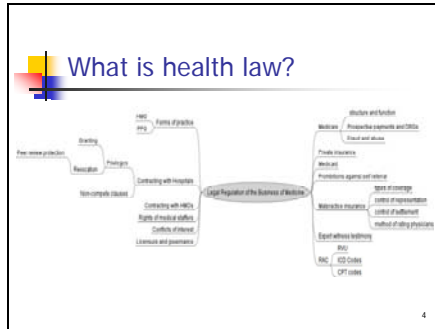 What is health law?
HMO
PPO
Forms of practice
Granting
Peer review protection
Revocation
Privileges
Non-compete clauses
Contracting with Hospitals
Contracting with HMOs
Rights of medical staffers
Conflicts of interest
Licensure and governance
Legal Regulation of the Business of Medicine
structure and function
Medicare
Prospective payments and DRGs
fraud and abuse
Private insurance
Medicaid
Prohibitions against self referral
types of coverage
control of representation
Malpractice insurance
control of settlement
method of rating physicians
Expert witness testimony
RVU
RAC
ICD Codes
CPT codes
4